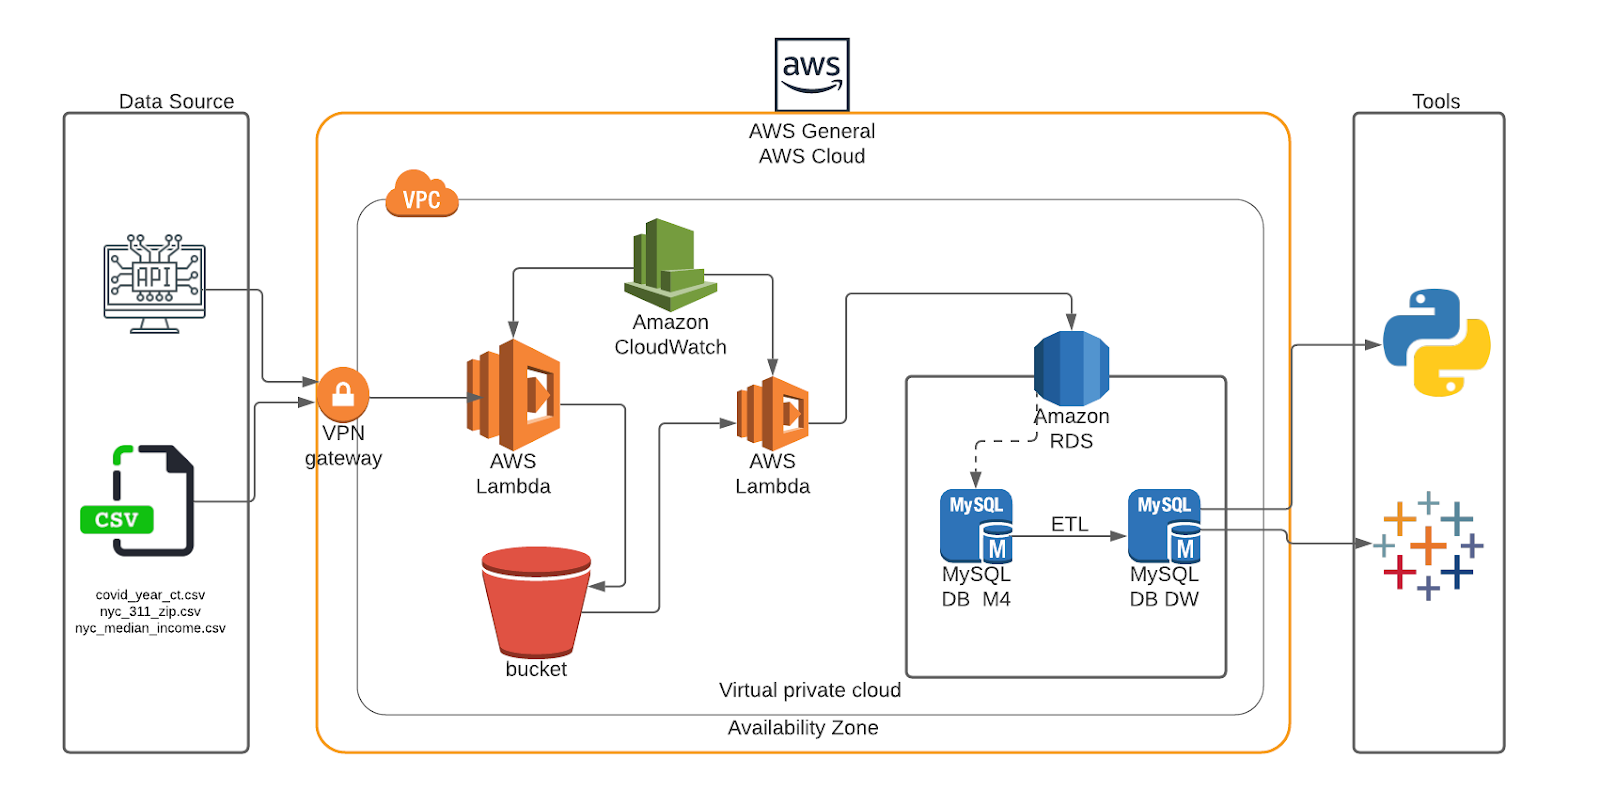 Data Source
aws
Tools
AWS General
AWS Cloud
VPC
API
Amazon
CloudWatch
VPN
gateway
AWS
Lambda
AWS
Lambda
Amazon
RDS
CSV
covid_year_ct.csv
nyc_311_zip.csv
nyc_median_income.csv
bucket
MySQL
M
MySQL
DB M4
ETL
MySQL
M
MySQL
DB DW
Virtual private cloud
Availability Zone